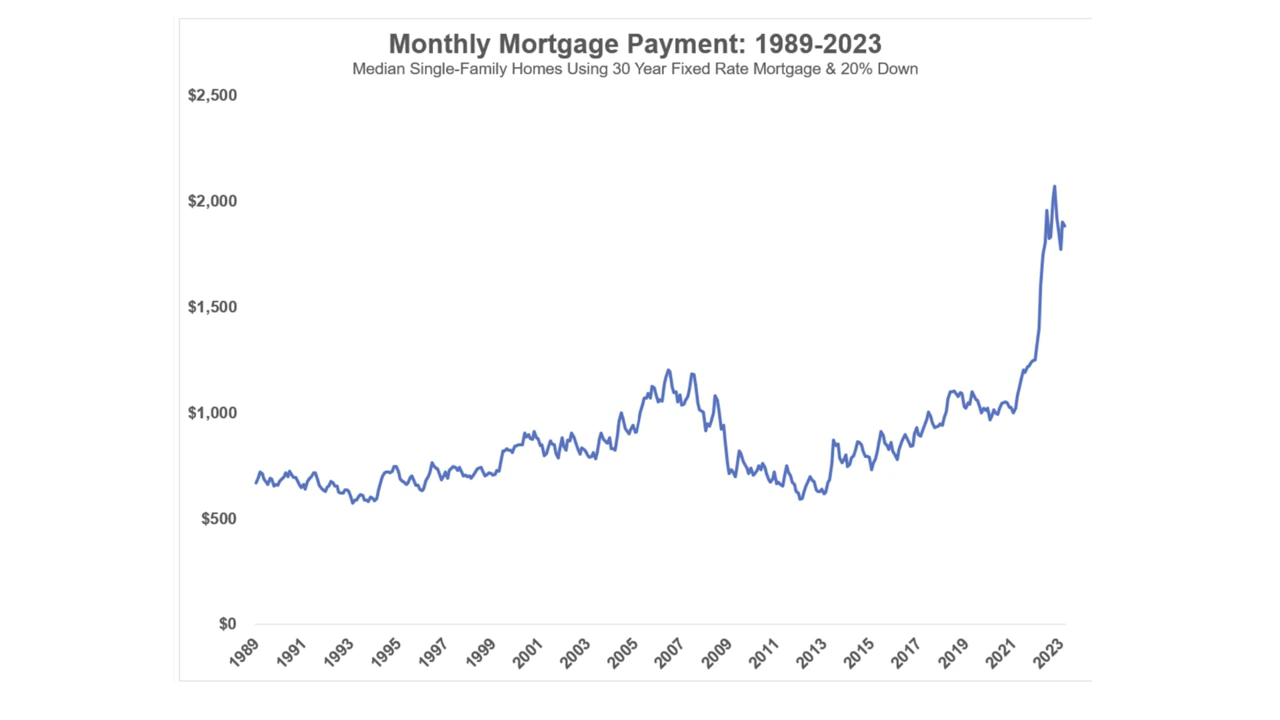 Monthly Mortgage Payment: 1989-2023
Median Single-Family Homes Using 30 Year Fixed Rate Mortgage & 20% Down
$2,500
$2,000
$1,500
$1,000
$500
$0
1989 1991 1993 1995 1997 1999 2001 2003 2005 2007 2009 2011 2013 2015 2017 2019 2021 2023